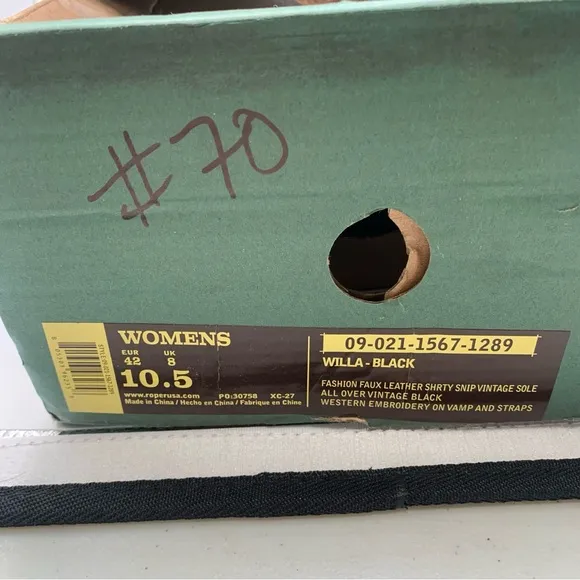 #70
WOMENS
EUR UK
42 8
10.5
www.roperusa.com PO:30758 XC-27
Made in China / Hecho en China / Fabrique en Chine
09-021-1567-1289
WILLA-BLACK
FASHION FAUX LEATHER SHRTY SNIP VINTAGE SOLE
ALL OVER VINTAGE BLACK
WESTERN EMBROIDERY ON VAMP AND STRAPS